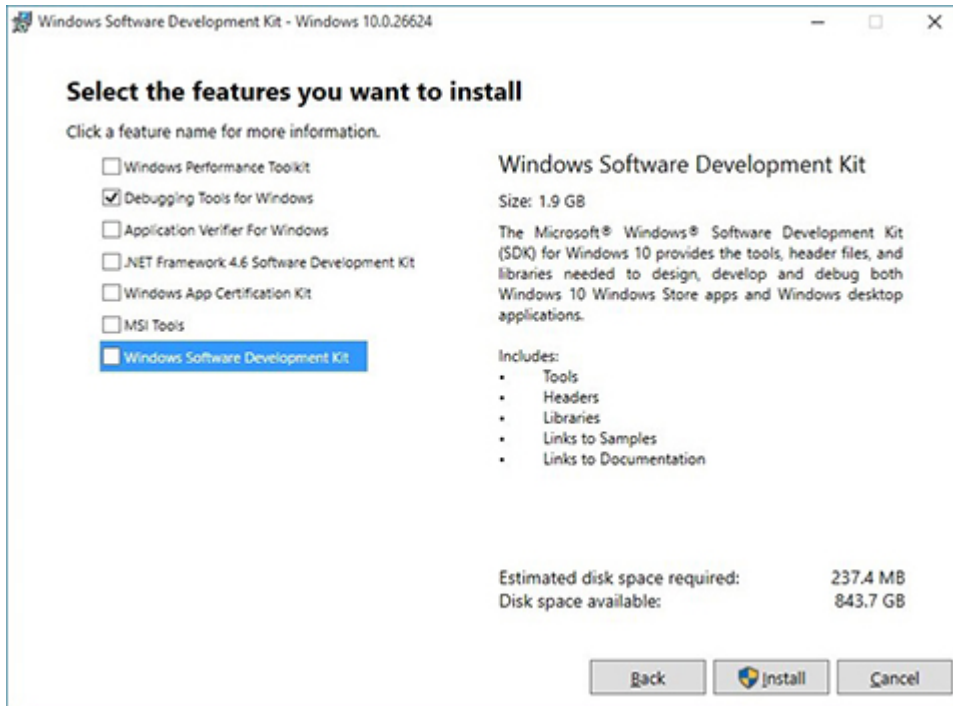 Windows Software Development Kit - Windows 10.0.26624
Select the features you want to install
Click a feature name for more information.
Windows Performance Toolkit
Debugging Tools for Windows
Application Verifier For Windows
.NET Framework 4.6 Software Development Kit
Windows App Certification Kit
MSI Tools
Windows Software Development Kit
Windows Software Development Kit
Size: 1.9 GB
The Microsoft® Windows® Software Development Kit
(SDK) for Windows 10 provides the tools, header files, and
libraries needed to design, develop and debug both
Windows 10 Windows Store apps and Windows desktop
applications.
Includes:
• Tools
• Headers
• Libraries
• Links to Samples
• Links to Documentation
Estimated disk space required: 237.4 MB
Disk space available: 843.7 GB
Back
Install
Cancel